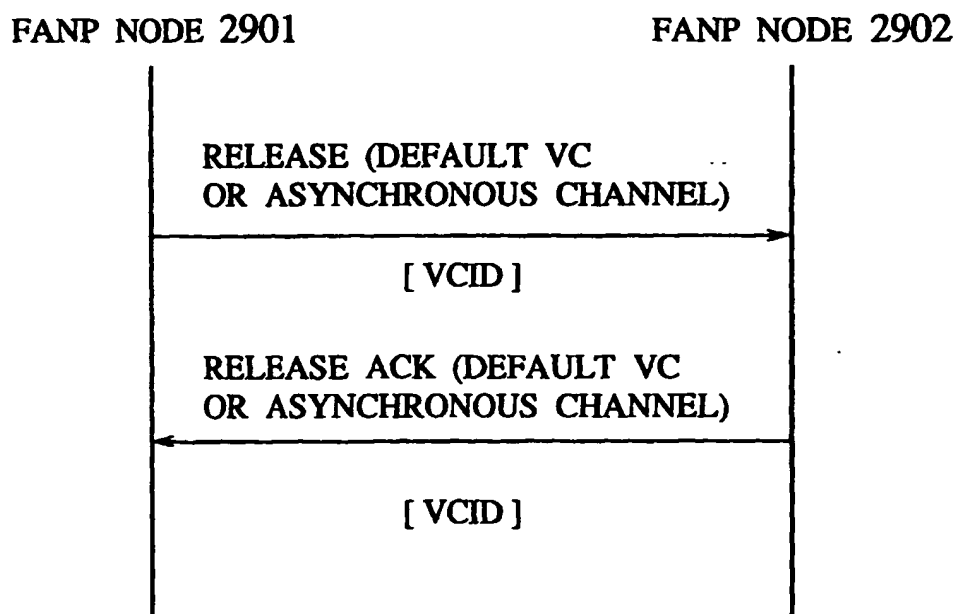 FANP NODE 2901
FANP NODE 2902
RELEASE (DEFAULT VC
OR ASYNCHRONOUS CHANNEL)
[ VCID ]
RELEASE ACK (DEFAULT VC
OR ASYNCHRONOUS CHANNEL)
[ VCID ]